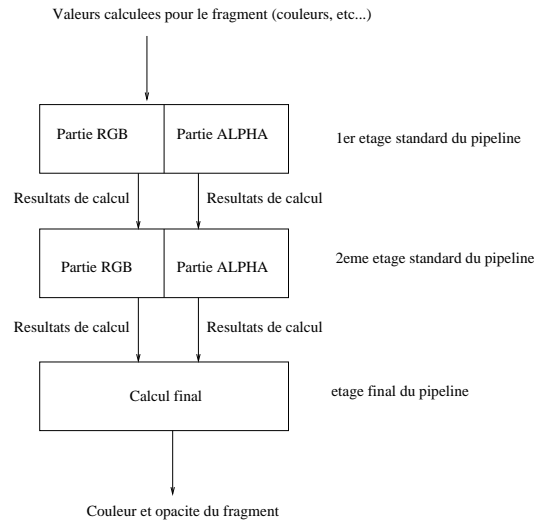 Valeurs calculees pour le fragment (couleurs, etc...)
Partie RGB
Partie ALPHA
1er etage standard du pipeline
Resultats de calcul
Resultats de calcul
Partie RGB
Partie ALPHA
2eme etage standard du pipeline
Resultats de calcul
Resultats de calcul
Calcul final
etage final du pipeline
Couleur et opacite du fragment